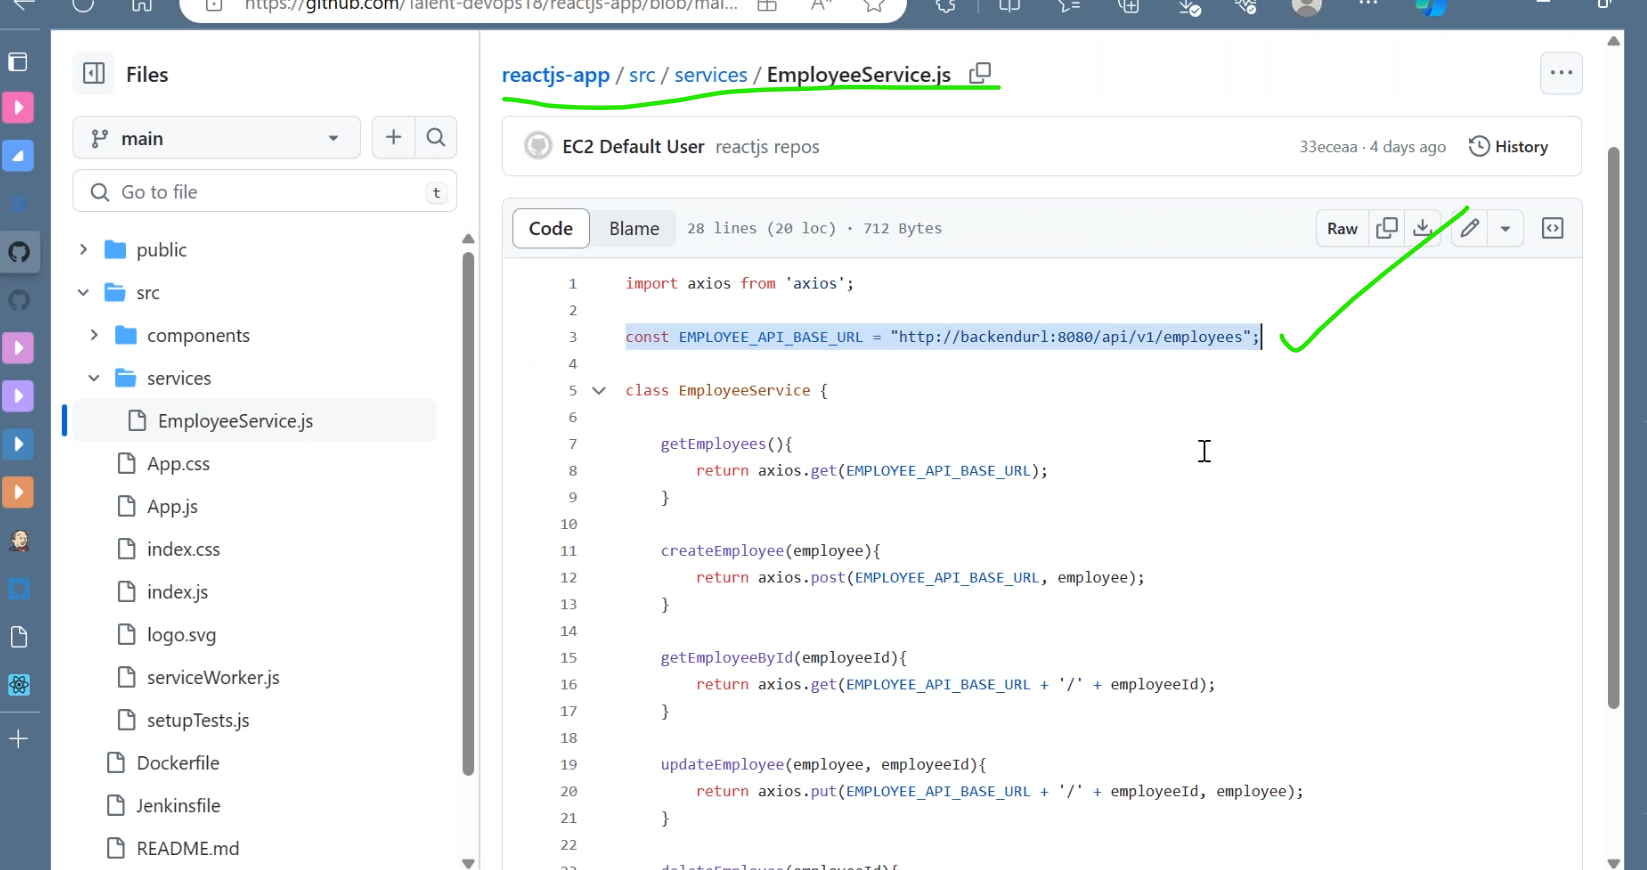 https://github.com/Talent-devops18/reactjs-app/blob/mai...
Files
reactjs-app / src / services / EmployeeService.js
main
EC2 Default User reactjs repos
33eceaa · 4 days ago
History
Go to file
t
Code Blame 28 lines (20 loc) · 712 Bytes
Raw
public
src
components
services
EmployeeService.js
App.css
App.js
index.css
index.js
logo.svg
serviceWorker.js
setupTests.js
Dockerfile
Jenkinsfile
README.md
1 import axios from 'axios';
2
3 const EMPLOYEE_API_BASE_URL = "http://backendurl:8080/api/v1/employees";
4
5 class EmployeeService {
6
7 getEmployees(){
8 return axios.get(EMPLOYEE_API_BASE_URL);
9 }
10
11 createEmployee(employee){
12 return axios.post(EMPLOYEE_API_BASE_URL, employee);
13 }
14
15 getEmployeeById(employeeId){
16 return axios.get(EMPLOYEE_API_BASE_URL + '/' + employeeId);
17 }
18
19 updateEmployee(employee, employeeId){
20 return axios.put(EMPLOYEE_API_BASE_URL + '/' + employeeId, employee);
21 }
22